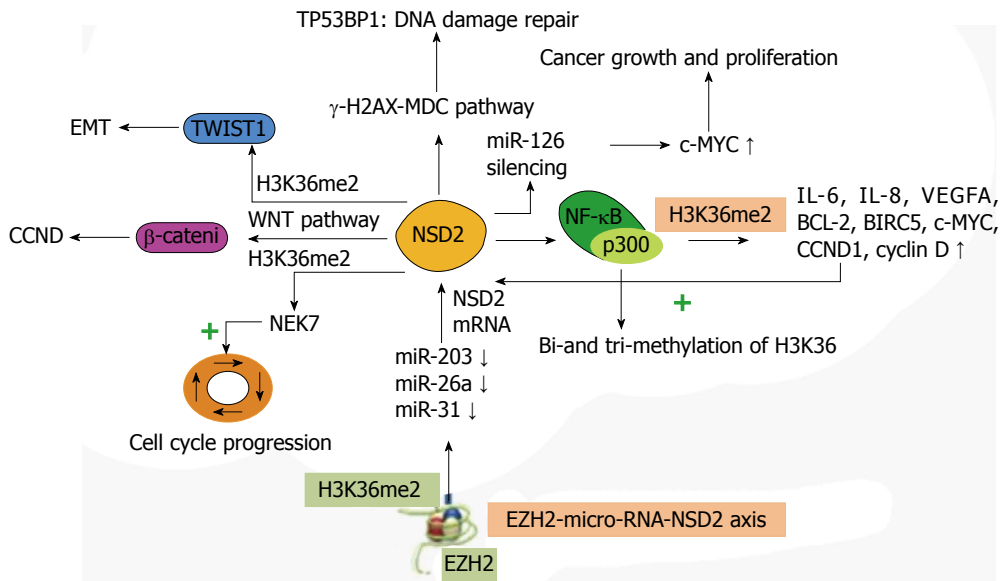 TP53BP1: DNA damage repair
Cancer growth and proliferation
γ-H2AX-MDC pathway
EMT
TWIST1
miR-126
silencing
c-MYC ↑
H3K36me2
WNT pathway
CCND
β-cateni
H3K36me2
NSD2
NF-κB
p300
H3K36me2
IL-6, IL-8, VEGFA,
BCL-2, BIRC5, c-MYC,
CCND1, cyclin D ↑
NSD2
mRNA
+
NEK7
+
Bi-and tri-methylation of H3K36
miR-203 ↓
miR-26a ↓
miR-31 ↓
Cell cycle progression
H3K36me2
EZH2-micro-RNA-NSD2 axis
EZH2